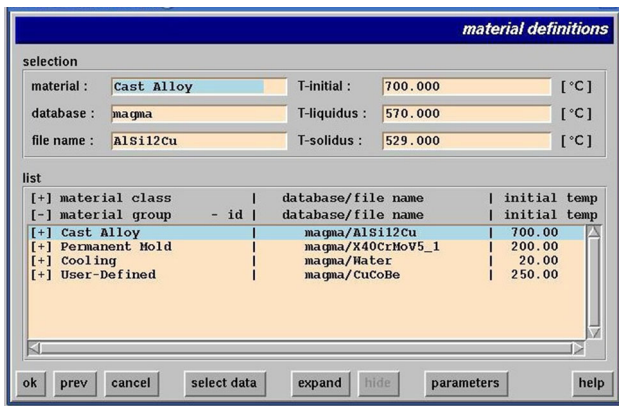 material definitions
selection
material : Cast Alloy T-initial : 700.000 [ °C ]
database : magma T-liquidus : 570.000 [ °C ]
file name : AlSi12Cu T-solidus : 529.000 [ °C ]
list
[+] material class | database/file name | initial temp
[-] material group - id | database/file name | initial temp
[+] Cast Alloy | magma/AlSi12Cu | 700.00
[+] Permanent Mold | magma/X40CrMoV5_1 | 200.00
[+] Cooling | magma/Water | 20.00
[+] User-Defined | magma/CuCoBe | 250.00
ok prev cancel select data expand hide parameters help